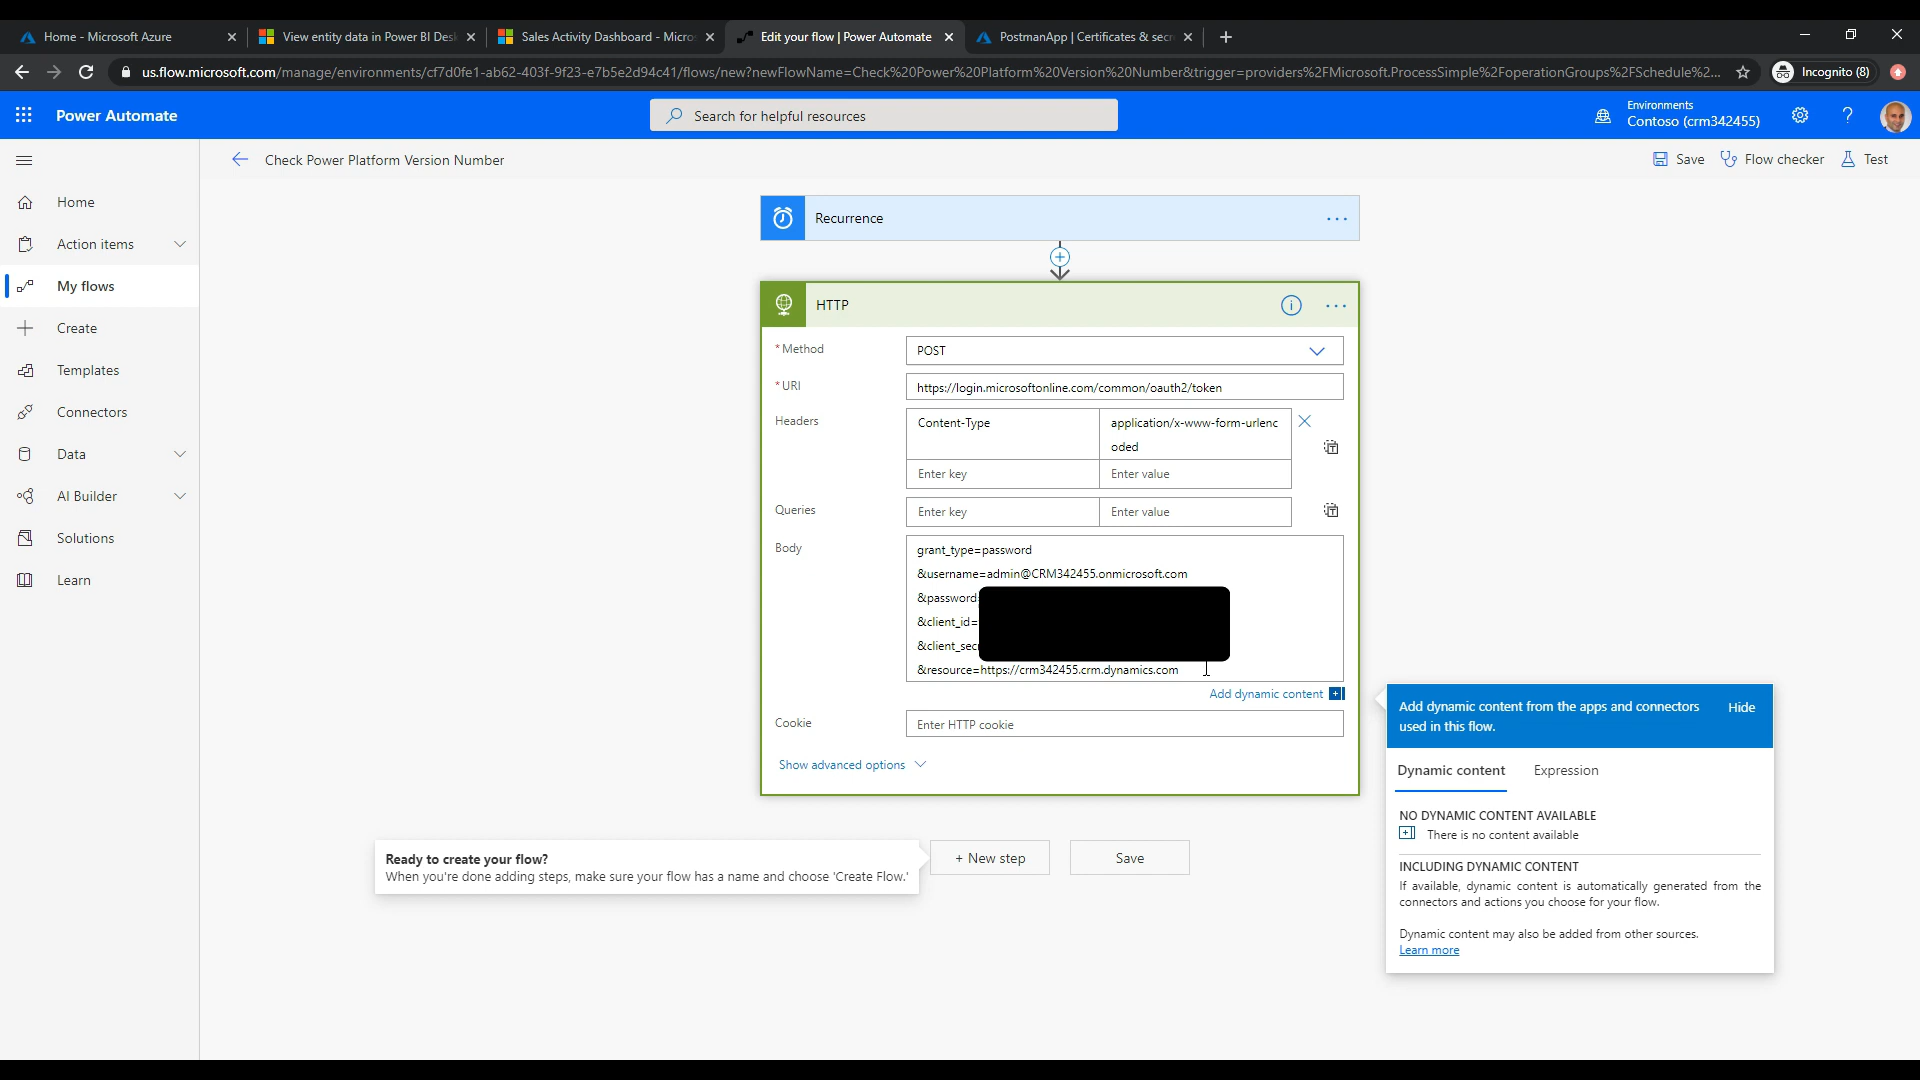 Home - Microsoft Azure
View entity data in Power BI Des
Sales Activity Dashboard - Micro
Edit your flow | Power Automate
PostmanApp | Certificates & secr
us.flow.microsoft.com/manage/environments/cf7d0fe1-ab62-403f-9f23-e7b5e2d94c41/flows/new?newFlowName=Check%20Power%20Platform%20Version%20Number&trigger=providers%2FMicrosoft.ProcessSimple%2FoperationGroups%2FSchedule%2...
Incognito (8)
Power Automate
Search for helpful resources
Environments
Contoso (crm342455)
Check Power Platform Version Number
Save
Flow checker
Test
Home
Action items
My flows
Create
Templates
Connectors
Data
AI Builder
Solutions
Learn
Recurrence
HTTP
* Method
POST
* URI
https://login.microsoftonline.com/common/oauth2/token
Headers
Content-Type
application/x-www-form-urlenc
oded
Enter key
Enter value
Queries
Enter key
Enter value
Body
grant_type=password
&username=admin@CRM342455.onmicrosoft.com
&password=
&client_id=
&client_sec
&resource=https://crm342455.crm.dynamics.com
Add dynamic content
Cookie
Enter HTTP cookie
Show advanced options
Ready to create your flow?
When you're done adding steps, make sure your flow has a name and choose 'Create Flow.'
+ New step
Save
Add dynamic content from the apps and connectors
used in this flow.
Hide
Dynamic content
Expression
NO DYNAMIC CONTENT AVAILABLE
There is no content available
INCLUDING DYNAMIC CONTENT
If available, dynamic content is automatically generated from the
connectors and actions you choose for your flow.
Dynamic content may also be added from other sources.
Learn more